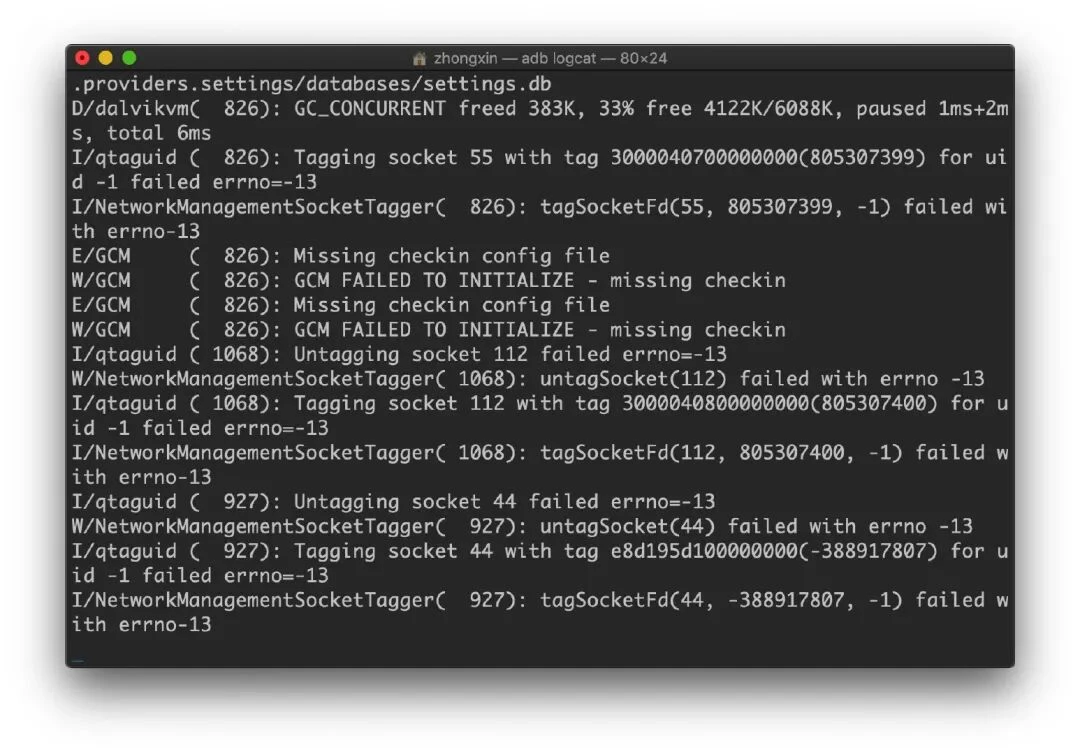 zhongxin — adb logcat — 80×24
.providers.settings/databases/settings.db
D/dalvikvm(  826): GC_CONCURRENT freed 383K, 33% free 4122K/6088K, paused 1ms+2m
s, total 6ms
I/qtaguid (  826): Tagging socket 55 with tag 3000040700000000(805307399) for ui
d -1 failed errno=-13
I/NetworkManagementSocketTagger(  826): tagSocketFd(55, 805307399, -1) failed wi
th errno-13
E/GCM     (  826): Missing checkin config file
W/GCM     (  826): GCM FAILED TO INITIALIZE - missing checkin
E/GCM     (  826): Missing checkin config file
W/GCM     (  826): GCM FAILED TO INITIALIZE - missing checkin
I/qtaguid ( 1068): Untagging socket 112 failed errno=-13
W/NetworkManagementSocketTagger( 1068): untagSocket(112) failed with errno -13
I/qtaguid ( 1068): Tagging socket 112 with tag 3000040800000000(805307400) for u
id -1 failed errno=-13
I/NetworkManagementSocketTagger( 1068): tagSocketFd(112, 805307400, -1) failed w
ith errno-13
I/qtaguid (  927): Untagging socket 44 failed errno=-13
W/NetworkManagementSocketTagger(  927): untagSocket(44) failed with errno -13
I/qtaguid (  927): Tagging socket 44 with tag e8d195d100000000(-388917807) for u
id -1 failed errno=-13
I/NetworkManagementSocketTagger(  927): tagSocketFd(44, -388917807, -1) failed w
ith errno-13